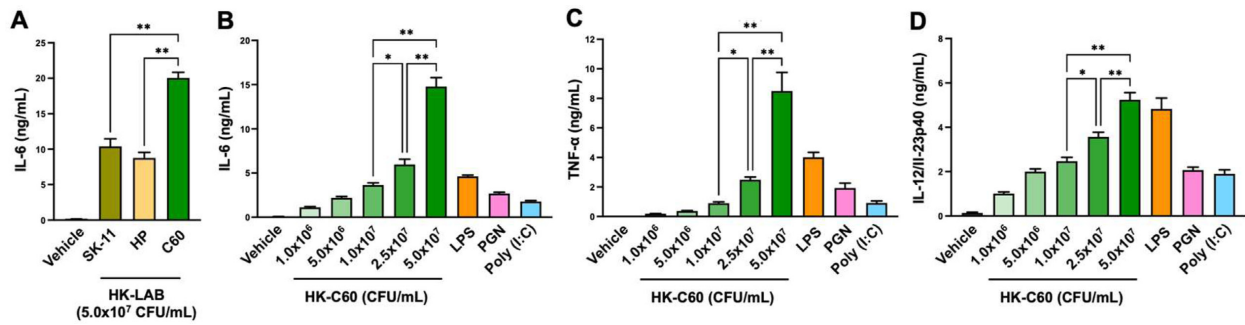 A
IL-6 (ng/mL)
25
20
15
10
5
0
**
**
Vehicle
SK-11
HP
C60
HK-LAB
(5.0x10⁷ CFU/mL)
B
IL-6 (ng/mL)
20
15
10
5
0
**
*
**
Vehicle
1.0x10⁶
5.0x10⁶
1.0x10⁷
2.5x10⁷
5.0x10⁷
LPS
PGN
Poly (I:C)
HK-C60 (CFU/mL)
C
TNF-α (ng/mL)
12
10
8
6
4
2
0
**
*
**
Vehicle
1.0x10⁶
5.0x10⁶
1.0x10⁷
2.5x10⁷
5.0x10⁷
LPS
PGN
Poly (I:C)
HK-C60 (CFU/mL)
D
IL-12/Il-23p40 (ng/mL)
8
6
4
2
0
**
*
**
Vehicle
1.0x10⁶
5.0x10⁶
1.0x10⁷
2.5x10⁷
5.0x10⁷
LPS
PGN
Poly (I:C)
HK-C60 (CFU/mL)